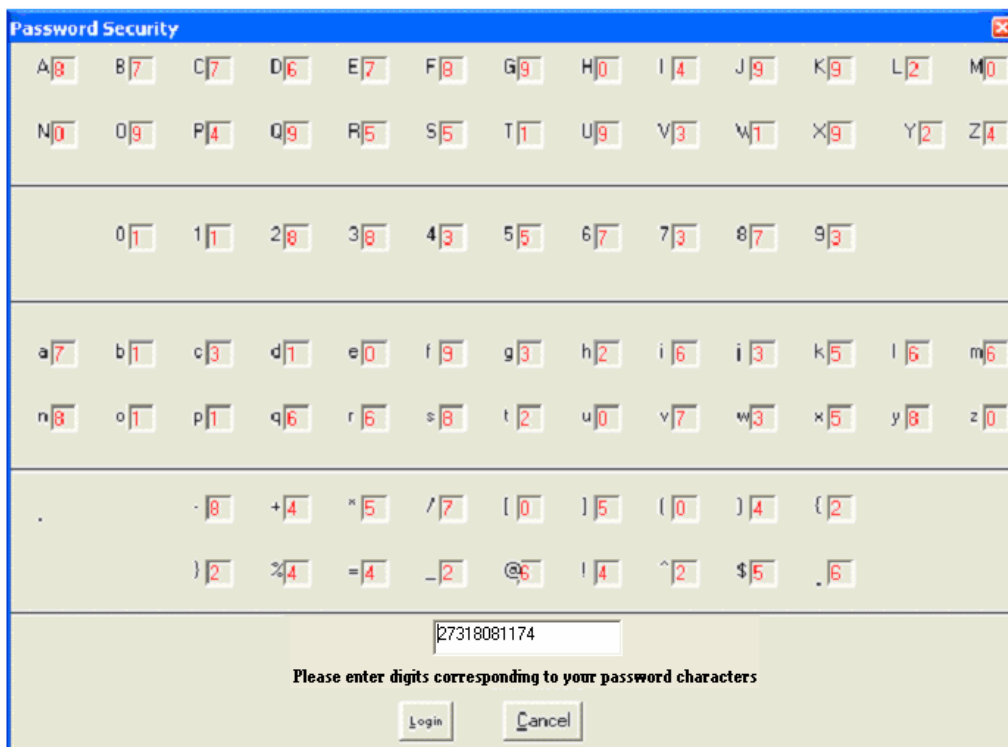 Password Security
A 8 B 7 C 7 D 6 E 7 F 8 G 9 H 0 I 4 J 9 K 9 L 2 M 0
N 0 O 9 P 4 Q 9 R 5 S 5 T 1 U 9 V 3 W 1 X 9 Y 2 Z 4
0 1 1 1 2 8 3 8 4 3 5 5 6 7 7 3 8 7 9 3
a 7 b 1 c 3 d 1 e 0 f 9 g 3 h 2 i 6 j 3 k 5 l 6 m 6
n 8 o 1 p 1 q 6 r 6 s 8 t 2 u 0 v 7 w 3 x 5 y 8 z 0
. - 8 + 4 * 5 / 7 [ 0 ] 5 ( 0 ) 4 { 2
} 2 % 4 = 4 _ 2 @ 6 ! 4 ^ 2 $ 5 . 6
27318081174
Please enter digits corresponding to your password characters
Login Cancel